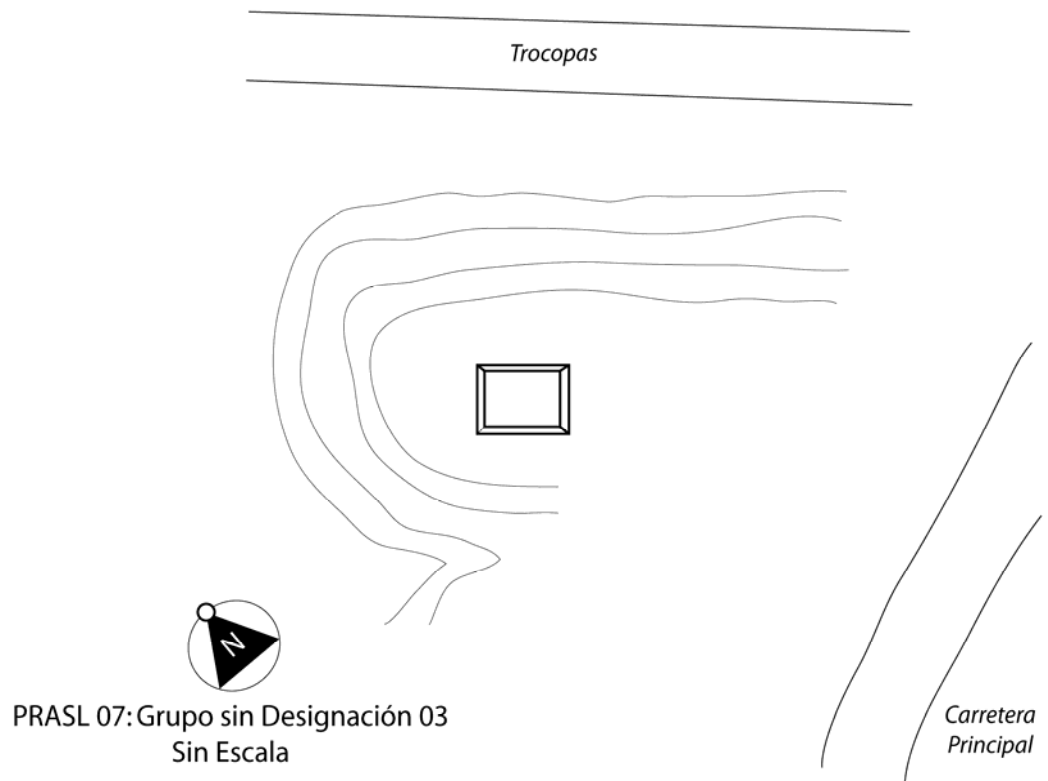 Trocopas
N
PRASL 07: Grupo sin Designación 03
Sin Escala
Carretera
Principal